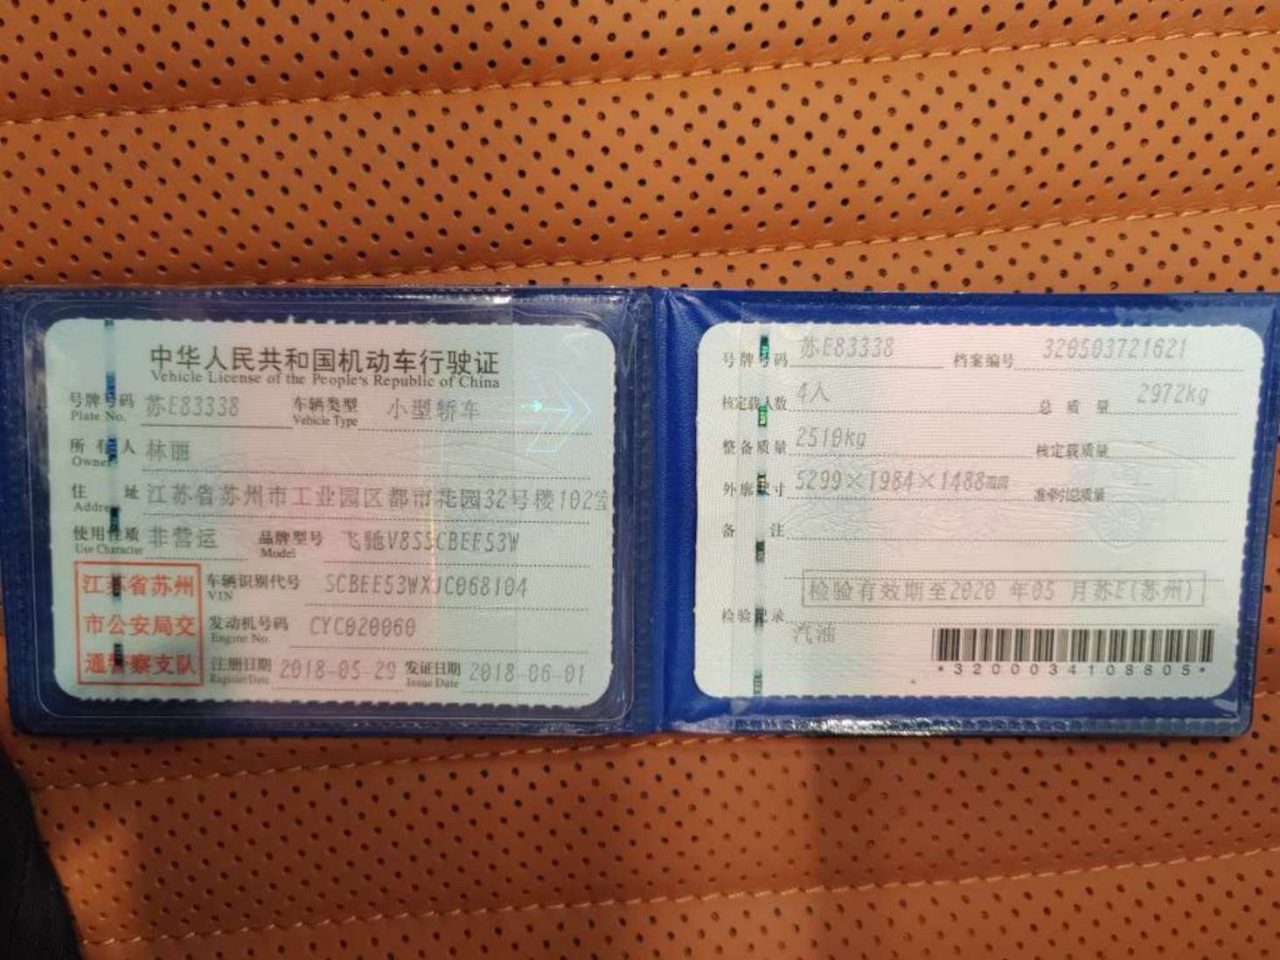 中华人民共和国机动车行驶证
Vehicle License of the People's Republic of China
号牌号码 苏E83338 车辆类型 小型轿车
Plate No. Vehicle Type
所有人 林丽
Owner
住址 江苏省苏州市工业园区都市花园32号楼102室
Address
使用性质 非营运 品牌型号 飞驰V8SSCBEE53W
Use Character Model
江苏省苏州
市公安局交
通警察支队
车辆识别代号 SCBEE53WXJC068104
VIN
发动机号码 CYC020060
Engine No.
注册日期 2018-05-29 发证日期 2018-06-01
Register Date Issue Date
号牌号码 苏E83338 档案编号 320503721621
核定载人数 4人 总质量 2972kg
整备质量 2510kg 核定载质量
外廓尺寸 5299×1984×1488mm 准牵引总质量
备注
检验有效期至2020年05月苏E(苏州)
检验记录
汽油
*3200034108805*